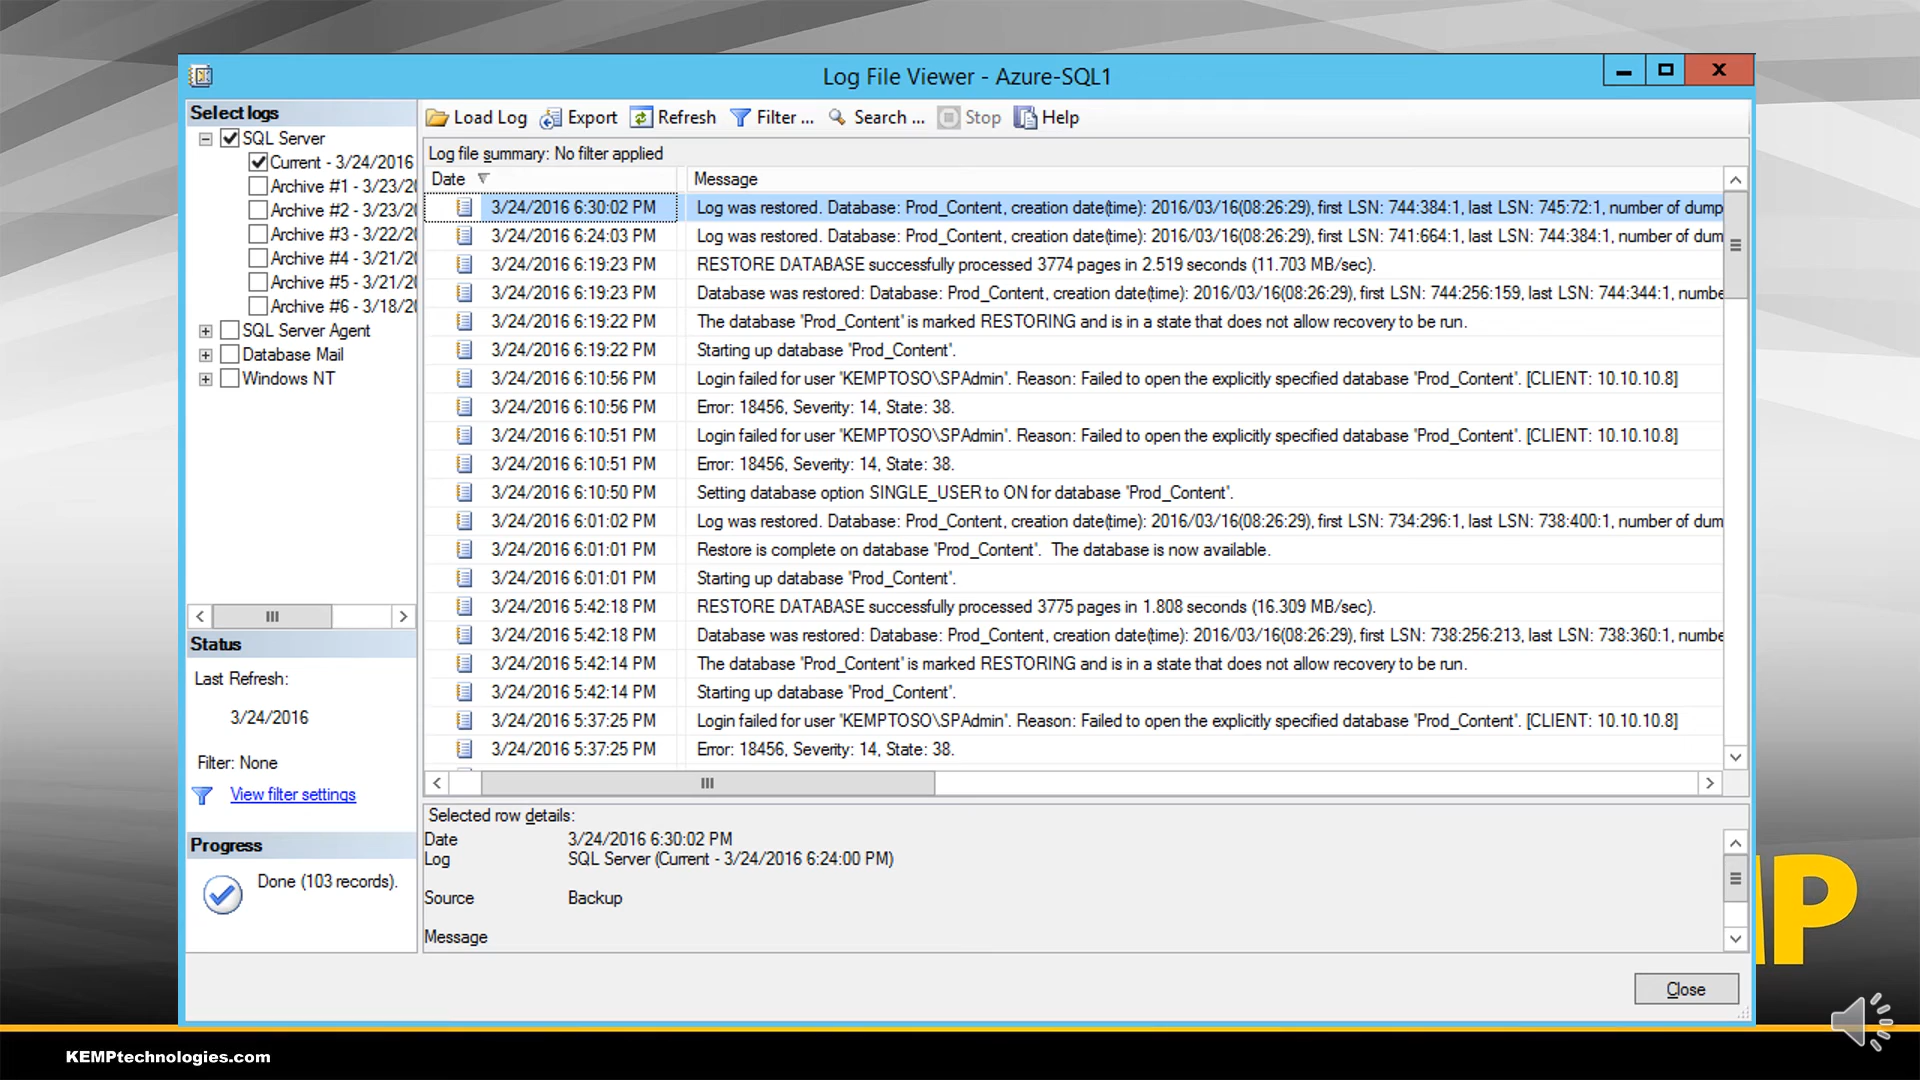 Log File Viewer - Azure-SQL1
Select logs
SQL Server
Current - 3/24/2016
Archive #1 - 3/23/20
Archive #2 - 3/23/20
Archive #3 - 3/22/20
Archive #4 - 3/21/20
Archive #5 - 3/21/20
Archive #6 - 3/18/20
SQL Server Agent
Database Mail
Windows NT
Status
Last Refresh:
3/24/2016
Filter: None
View filter settings
Progress
Done (103 records).
Load Log Export Refresh Filter ... Search ... Stop Help
Log file summary: No filter applied
Date Message
3/24/2016 6:30:02 PM Log was restored. Database: Prod_Content, creation date(time): 2016/03/16(08:26:29), first LSN: 744:384:1, last LSN: 745:72:1, number of dump
3/24/2016 6:24:03 PM Log was restored. Database: Prod_Content, creation date(time): 2016/03/16(08:26:29), first LSN: 741:664:1, last LSN: 744:384:1, number of dum
3/24/2016 6:19:23 PM RESTORE DATABASE successfully processed 3774 pages in 2.519 seconds (11.703 MB/sec).
3/24/2016 6:19:23 PM Database was restored: Database: Prod_Content, creation date(time): 2016/03/16(08:26:29), first LSN: 744:256:159, last LSN: 744:344:1, numbe
3/24/2016 6:19:22 PM The database 'Prod_Content' is marked RESTORING and is in a state that does not allow recovery to be run.
3/24/2016 6:19:22 PM Starting up database 'Prod_Content'.
3/24/2016 6:10:56 PM Login failed for user 'KEMPTOSO\SPAdmin'. Reason: Failed to open the explicitly specified database 'Prod_Content'. [CLIENT: 10.10.10.8]
3/24/2016 6:10:56 PM Error: 18456, Severity: 14, State: 38.
3/24/2016 6:10:51 PM Login failed for user 'KEMPTOSO\SPAdmin'. Reason: Failed to open the explicitly specified database 'Prod_Content'. [CLIENT: 10.10.10.8]
3/24/2016 6:10:51 PM Error: 18456, Severity: 14, State: 38.
3/24/2016 6:10:50 PM Setting database option SINGLE_USER to ON for database 'Prod_Content'.
3/24/2016 6:01:02 PM Log was restored. Database: Prod_Content, creation date(time): 2016/03/16(08:26:29), first LSN: 734:296:1, last LSN: 738:400:1, number of dum
3/24/2016 6:01:01 PM Restore is complete on database 'Prod_Content'.  The database is now available.
3/24/2016 6:01:01 PM Starting up database 'Prod_Content'.
3/24/2016 5:42:18 PM RESTORE DATABASE successfully processed 3775 pages in 1.808 seconds (16.309 MB/sec).
3/24/2016 5:42:18 PM Database was restored: Database: Prod_Content, creation date(time): 2016/03/16(08:26:29), first LSN: 738:256:213, last LSN: 738:360:1, numbe
3/24/2016 5:42:14 PM The database 'Prod_Content' is marked RESTORING and is in a state that does not allow recovery to be run.
3/24/2016 5:42:14 PM Starting up database 'Prod_Content'.
3/24/2016 5:37:25 PM Login failed for user 'KEMPTOSO\SPAdmin'. Reason: Failed to open the explicitly specified database 'Prod_Content'. [CLIENT: 10.10.10.8]
3/24/2016 5:37:25 PM Error: 18456, Severity: 14, State: 38.
Selected row details:
Date 3/24/2016 6:30:02 PM
Log SQL Server (Current - 3/24/2016 6:24:00 PM)
Source Backup
Message
Close
MP
KEMPtechnologies.com